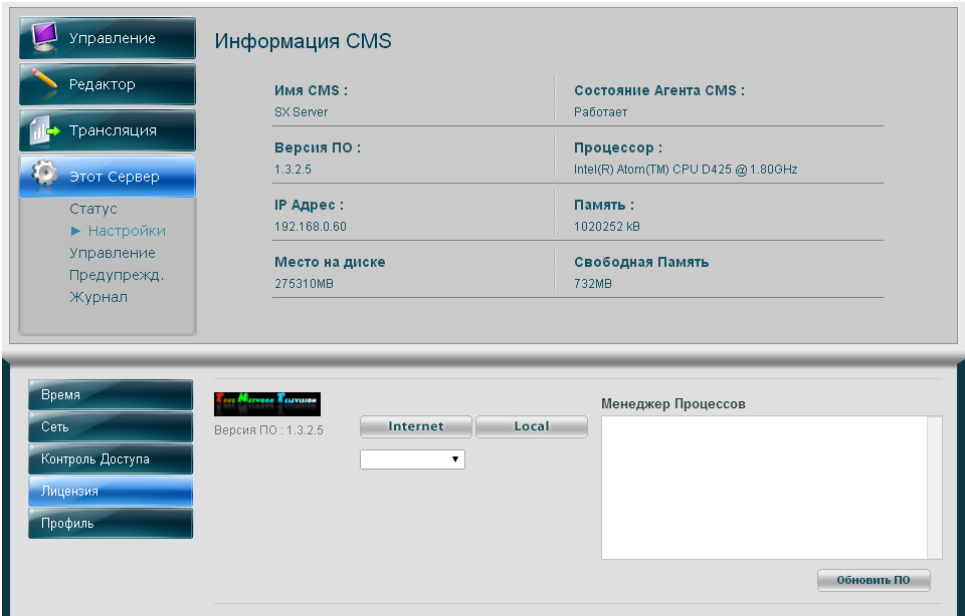 Управление
Редактор
Трансляция
Этот Сервер
Статус
► Настройки
Управление
Предупрежд.
Журнал
Информация CMS
Имя CMS :
SX Server
Состояние Агента CMS :
Работает
Версия ПО :
1.3.2.5
Процессор :
Intel(R) Atom(TM) CPU D425 @ 1.80GHz
IP Адрес :
192.168.0.60
Память :
1020252 kB
Место на диске
275310MB
Свободная Память
732MB
Время
Сеть
Контроль Доступа
Лицензия
Профиль
Network Television
Версия ПО : 1.3.2.5
Internet
Local
Менеджер Процессов
Обновить ПО